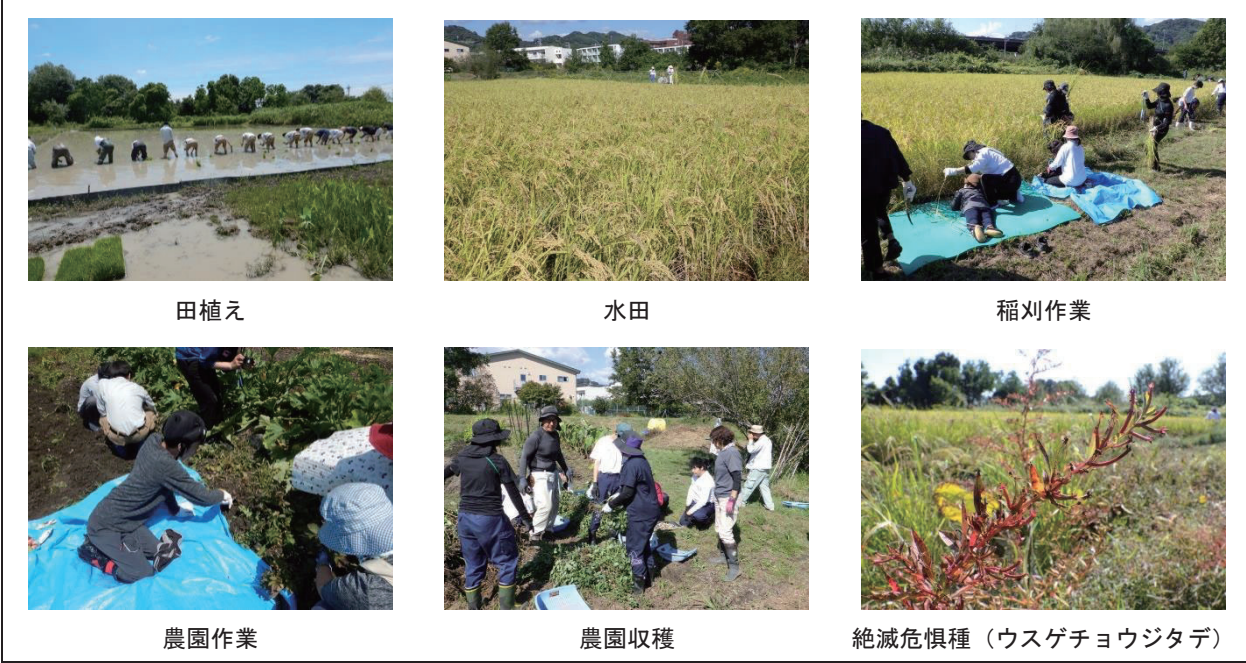 田植え
水田
稲刈作業
農園作業
農園収穫
絶滅危惧種（ウスゲチョウジタデ）